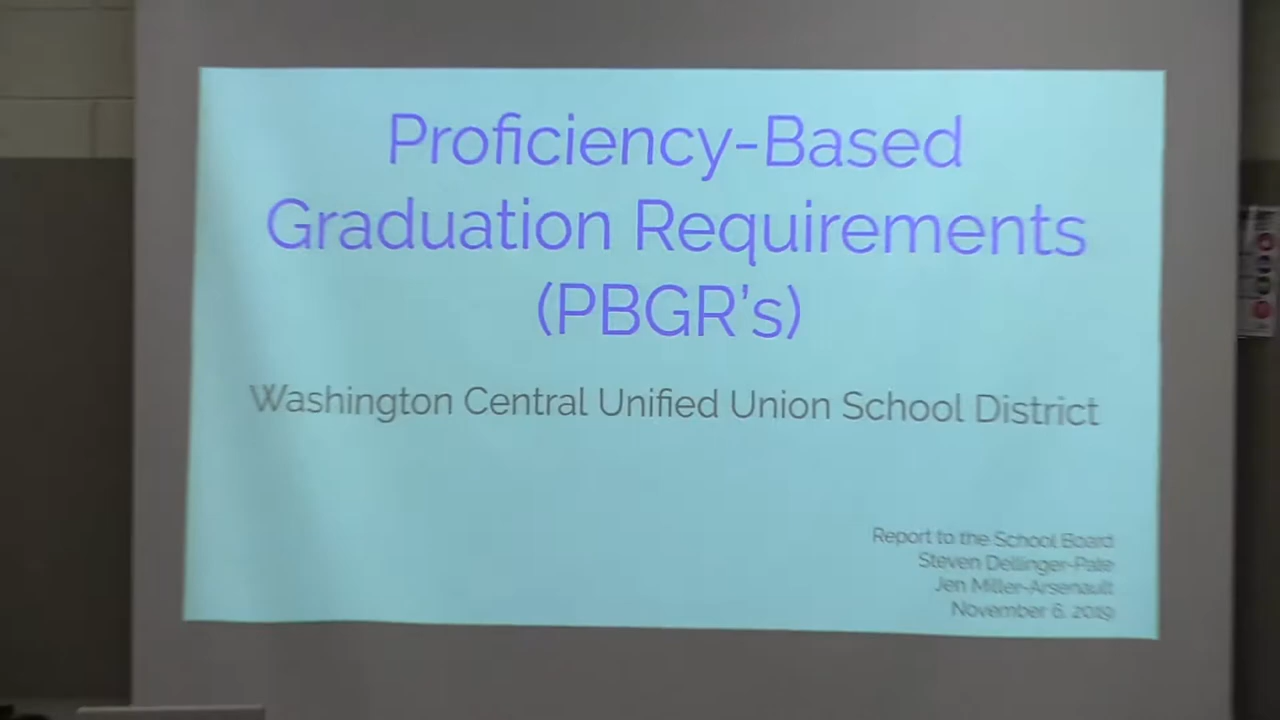 Proficiency-Based
Graduation Requirements
(PBGR's)
Washington Central Unified Union School District
Report to the School Board
Steven Dellinger-Pate
Jen Miller-Arsenault
November 6, 2019